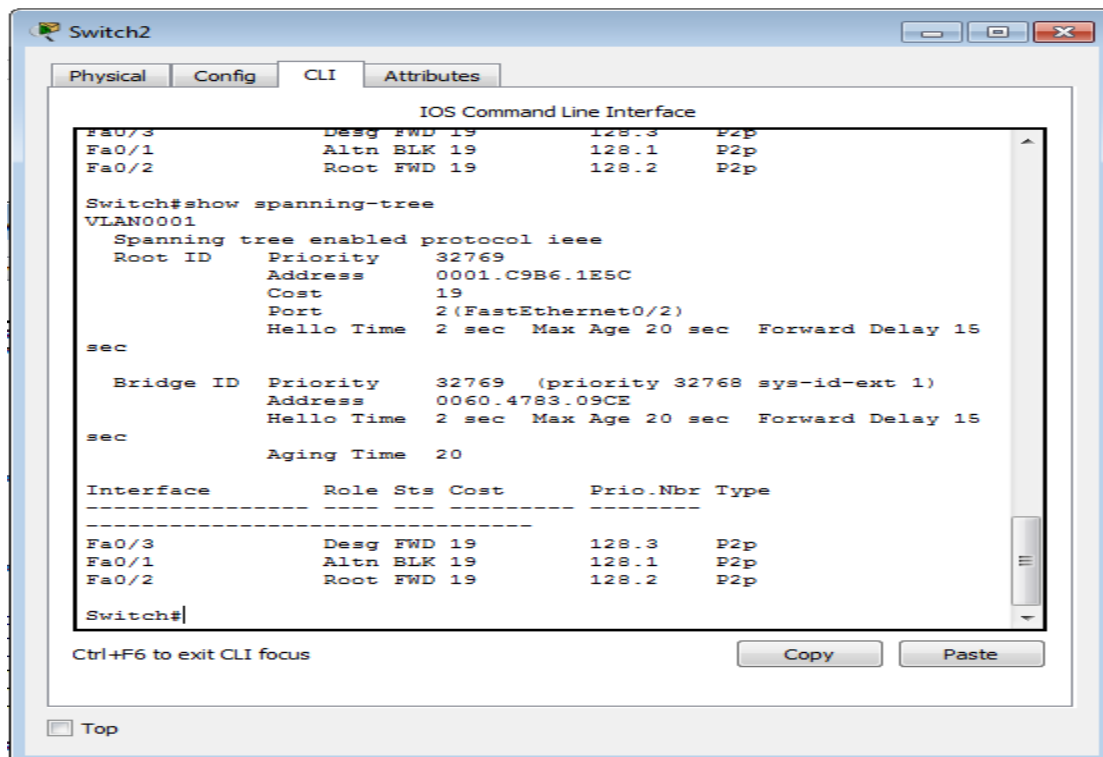 Switch2
Physical Config CLI Attributes
IOS Command Line Interface
Fa0/3 Desg FWD 19 128.3 P2p
Fa0/1 Altn BLK 19 128.1 P2p
Fa0/2 Root FWD 19 128.2 P2p
Switch#show spanning-tree
VLAN0001
Spanning tree enabled protocol ieee
Root ID Priority 32769
Address 0001.C9B6.1E5C
Cost 19
Port 2(FastEthernet0/2)
Hello Time 2 sec Max Age 20 sec Forward Delay 15
sec
Bridge ID Priority 32769 (priority 32768 sys-id-ext 1)
Address 0060.4783.09CE
Hello Time 2 sec Max Age 20 sec Forward Delay 15
sec
Aging Time 20
Interface Role Sts Cost Prio.Nbr Type
---------------- ---- --- --------- --------
--------------------------------
Fa0/3 Desg FWD 19 128.3 P2p
Fa0/1 Altn BLK 19 128.1 P2p
Fa0/2 Root FWD 19 128.2 P2p
Switch#
Ctrl+F6 to exit CLI focus
Copy Paste
Top